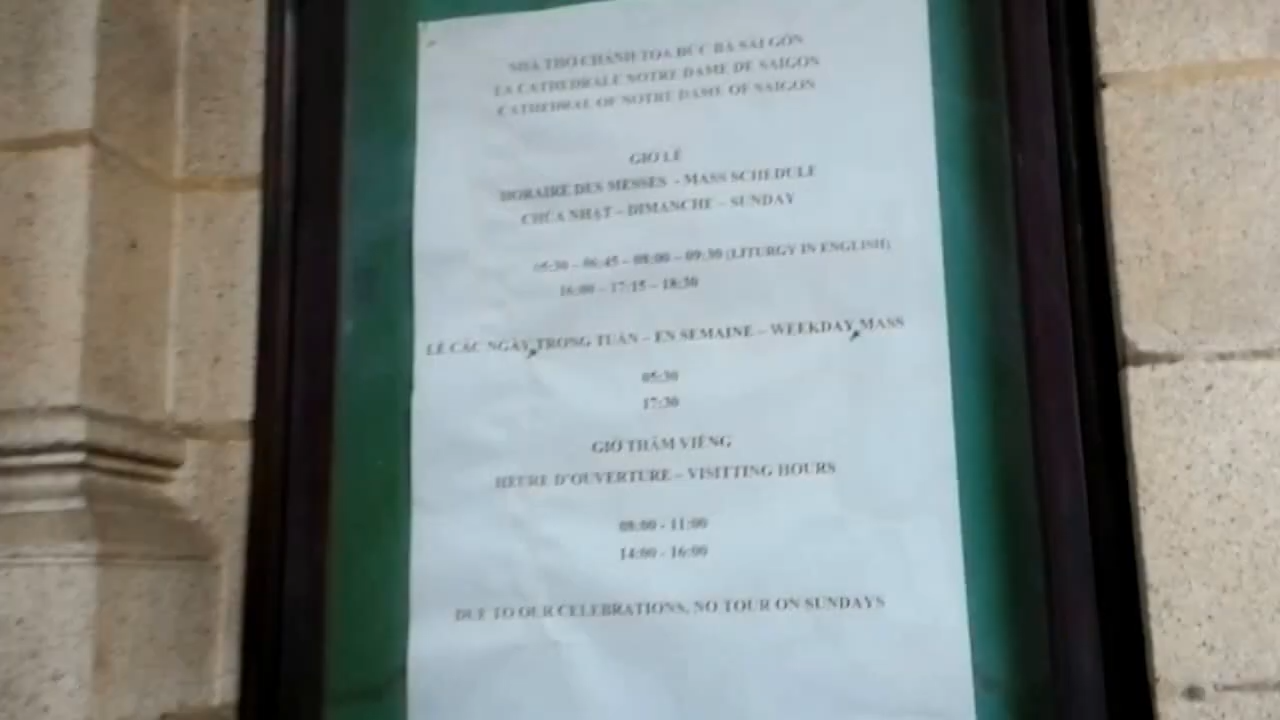 NHÀ THỜ CHÁNH TÒA ĐỨC BÀ SÀI GÒN
LA CATHEDRALE NOTRE DAME DE SAIGON
CATHEDRAL OF NOTRE DAME OF SAIGON
GIỜ LỄ
HORAIRE DES MESSES - MASS SCHEDULE
CHÚA NHẬT – DIMANCHE – SUNDAY
05:30 – 06:45 – 08:00 – 09:30 (LITURGY IN ENGLISH)
16:00 – 17:15 – 18:30
LỄ CÁC NGÀY TRONG TUẦN – EN SEMAINE – WEEKDAY MASS
05:30
17:30
GIỜ THĂM VIẾNG
HEURE D'OUVERTURE – VISITTING HOURS
08:00 - 11:00
14:00 - 16:00
DUE TO OUR CELEBRATIONS, NO TOUR ON SUNDAYS